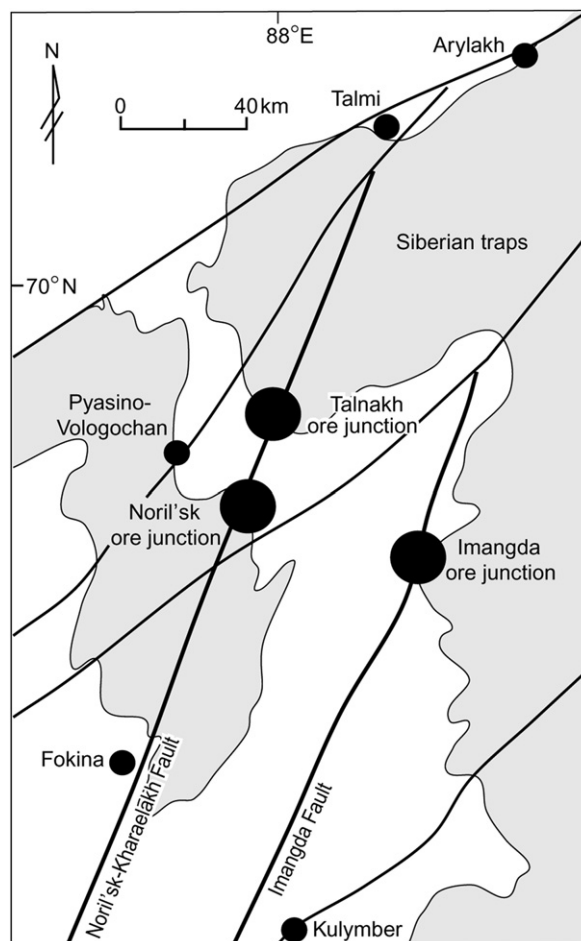 88°E
Arylakh
N
0 40 km
Talmi
Siberian traps
70°N
Pyasino-
Vologochan
Talnakh
ore junction
Noril'sk
ore junction
Imangda
ore junction
Fokina
Noril'sk-Kharaelakh Fault
Imangda Fault
Kulymber